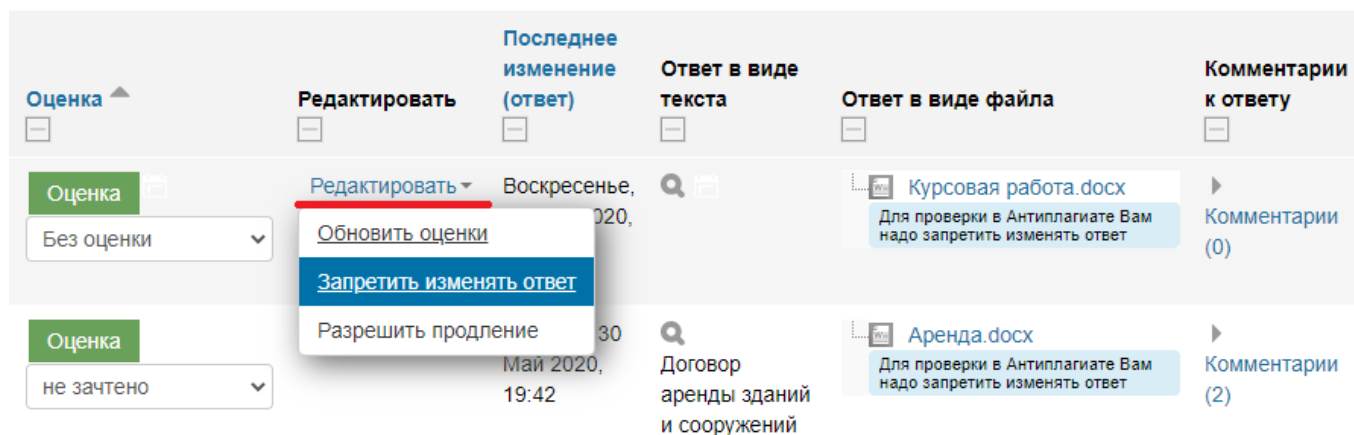 Оценка
Редактировать
Последнее
изменение
(ответ)
Ответ в виде
текста
Ответ в виде файла
Комментарии
к ответу
Оценка
Без оценки
Редактировать
Обновить оценки
Запретить изменять ответ
Разрешить продление
Воскресенье,
020,
Курсовая работа.docx
Для проверки в Антиплагиате Вам
надо запретить изменять ответ
Комментарии
(0)
Оценка
не зачтено
30
Май 2020,
19:42
Договор
аренды зданий
и сооружений
Аренда.docx
Для проверки в Антиплагиате Вам
надо запретить изменять ответ
Комментарии
(2)